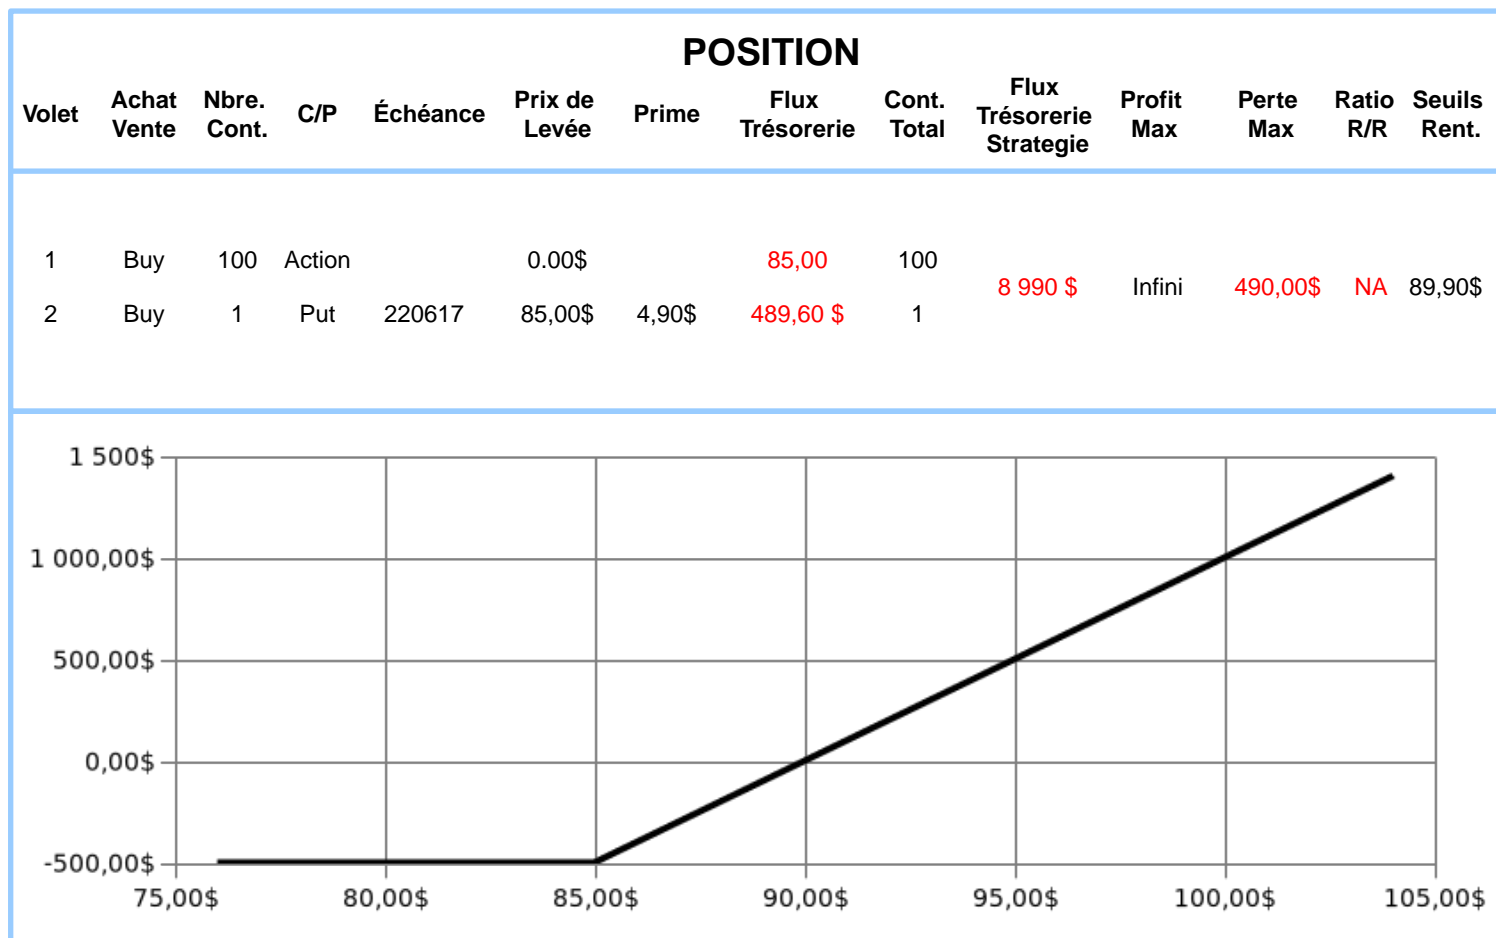 POSITION
Volet Achat Vente Nbre. Cont. C/P Échéance Prix de Levée Prime Flux Trésorerie Cont. Total Flux Trésorerie Strategie Profit Max Perte Max Ratio R/R Seuils Rent.
1 Buy 100 Action 0.00$ 85,00 100
8 990 $ Infini 490,00$ NA 89,90$
2 Buy 1 Put 220617 85,00$ 4,90$ 489,60 $ 1
1 500$
1 000,00$
500,00$
0,00$
-500,00$
75,00$ 80,00$ 85,00$ 90,00$ 95,00$ 100,00$ 105,00$